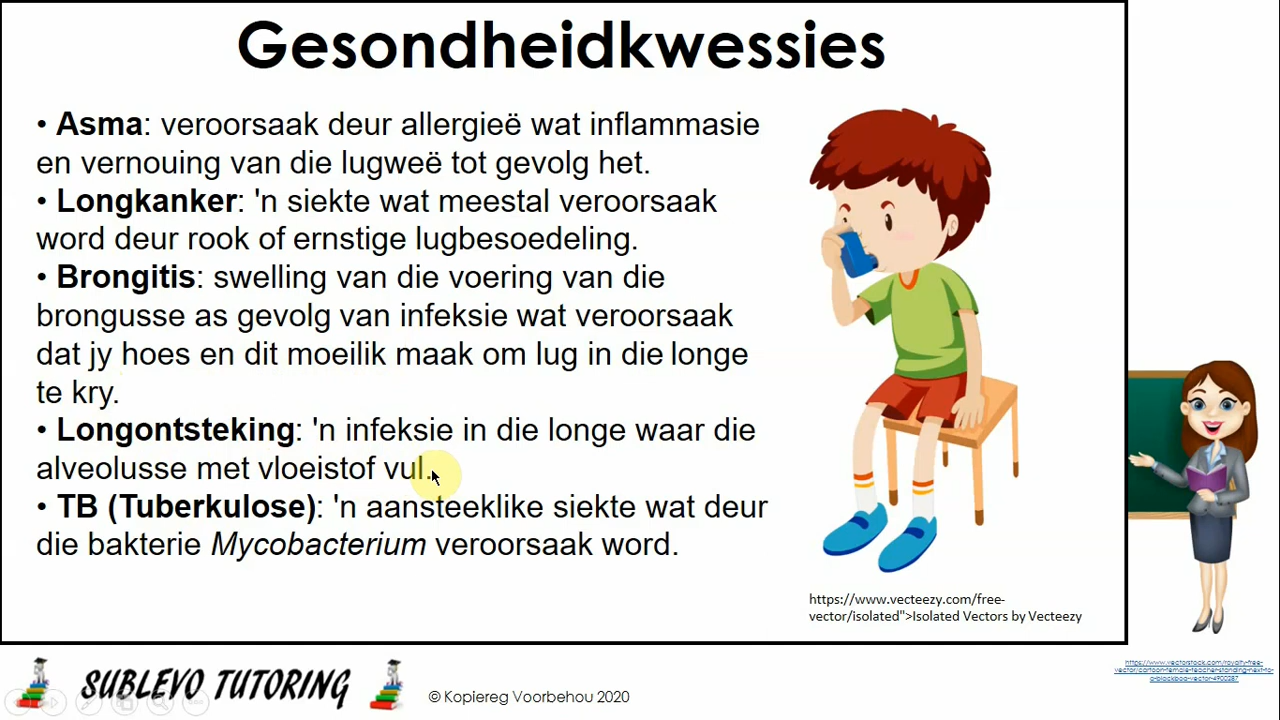 Gesondheidkwessies
• Asma: veroorsaak deur allergieë wat inflammasie
en vernouing van die lugweë tot gevolg het.
• Longkanker: 'n siekte wat meestal veroorsaak
word deur rook of ernstige lugbesoedeling.
• Brongitis: swelling van die voering van die
brongusse as gevolg van infeksie wat veroorsaak
dat jy hoes en dit moeilik maak om lug in die longe
te kry.
• Longontsteking: 'n infeksie in die longe waar die
alveolusse met vloeistof vul.
• TB (Tuberkulose): 'n aansteeklike siekte wat deur
die bakterie Mycobacterium veroorsaak word.
https://www.vecteezy.com/free-
vector/isolated">Isolated Vectors by Vecteezy
SUBLEVO TUTORING
© Kopiereg Voorbehou 2020